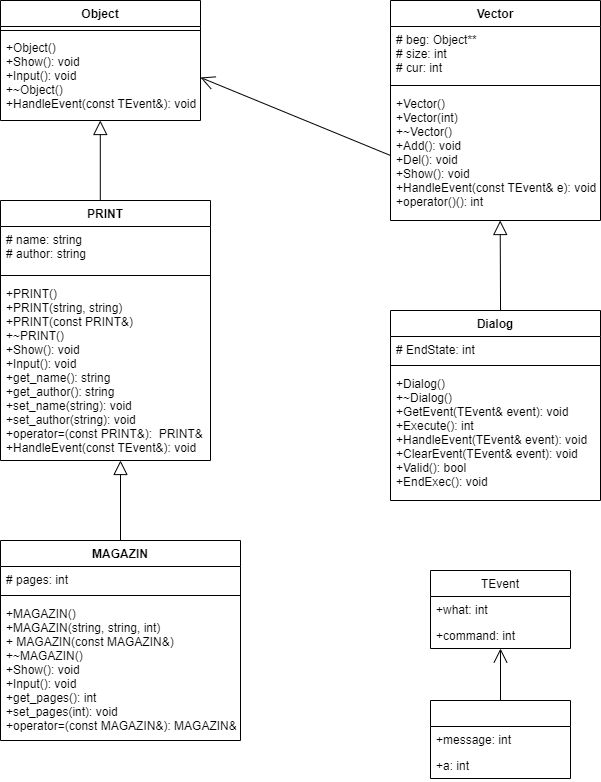 Object
+Object()
+Show(): void
+Input(): void
+~Object()
+HandleEvent(const TEvent&): void
Vector
# beg: Object**
# size: int
# cur: int
+Vector()
+Vector(int)
+~Vector()
+Add(): void
+Del(): void
+Show(): void
+HandleEvent(const TEvent& e): void
+operator()(): int
PRINT
# name: string
# author: string
+PRINT()
+PRINT(string, string)
+PRINT(const PRINT&)
+~PRINT()
+Show(): void
+Input(): void
+get_name(): string
+get_author(): string
+set_name(string): void
+set_author(string): void
+operator=(const PRINT&): PRINT&
+HandleEvent(const TEvent&): void
Dialog
# EndState: int
+Dialog()
+~Dialog()
+GetEvent(TEvent& event): void
+Execute(): int
+HandleEvent(TEvent& event): void
+ClearEvent(TEvent& event): void
+Valid(): bool
+EndExec(): void
MAGAZIN
# pages: int
+MAGAZIN()
+MAGAZIN(string, string, int)
+ MAGAZIN(const MAGAZIN&)
+~MAGAZIN()
+Show(): void
+Input(): void
+get_pages(): int
+set_pages(int): void
+operator=(const MAGAZIN&): MAGAZIN&
TEvent
+what: int
+command: int
+message: int
+a: int